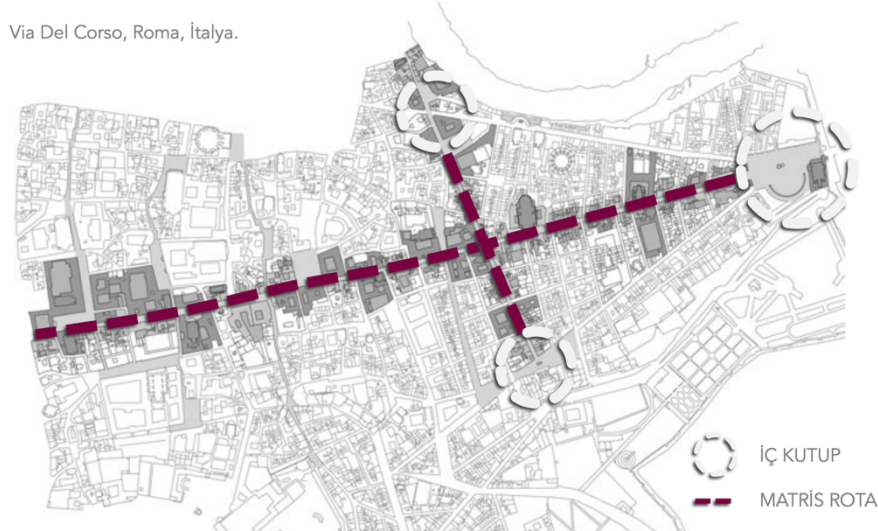 Via Del Corso, Roma, İtalya.
İÇ KUTUP
MATRİS ROTA